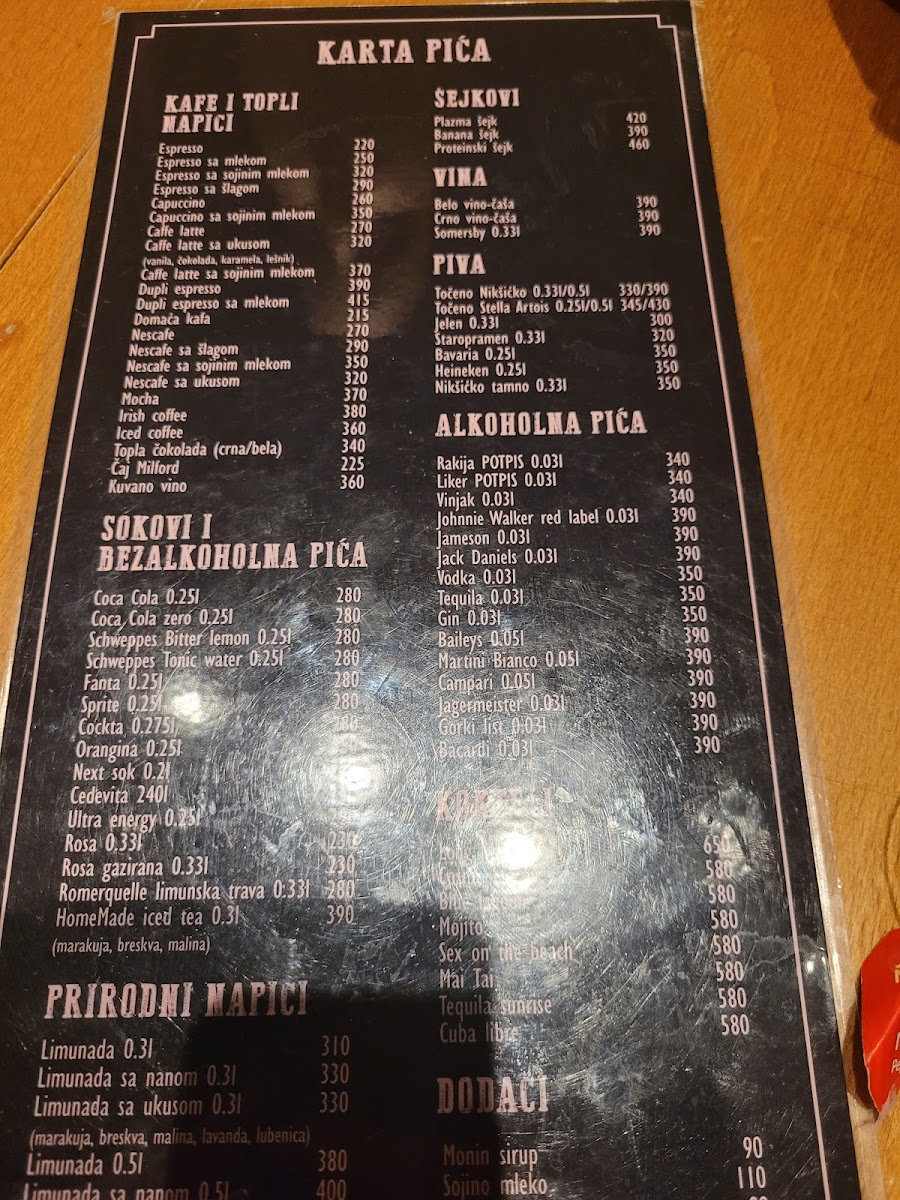 KARTA PIĆA
KAFE I TOPLI
NAPICI
Espresso 220
Espresso sa mlekom 250
Espresso sa sojinim mlekom 320
Espresso sa šlagom 290
Capuccino 260
Capuccino sa sojinim mlekom 350
Caffe latte 270
Caffe latte sa ukusom 320
(vanila, čokolada, karamela, lešnik)
Caffe latte sa sojinim mlekom 370
Dupli espresso 390
Dupli espresso sa mlekom 415
Domaća kafa 215
Nescafe 270
Nescafe sa šlagom 290
Nescafe sa sojinim mlekom 350
Nescafe sa ukusom 320
Mocha 370
Irish coffee 380
Iced coffee 360
Topla čokolada (crna/bela) 340
Čaj Milford 225
Kuvano vino 360
SOKOVI I
BEZALKOHOLNA PIĆA
Coca Cola 0.25l 280
Coca Cola zero 0.25l 280
Schweppes Bitter lemon 0.25l 280
Schweppes Tonic water 0.25l 280
Fanta 0.25l 280
Sprite 0.25l 280
Cockta 0.275l 280
Orangina 0.25l
Next sok 0.2l
Cedevita 240l
Ultra energy 0.25l
Rosa 0.33l 230
Rosa gazirana 0.33l 230
Romerquelle limunska trava 0.33l 280
HomeMade iced tea 0.3l 390
(marakuja, breskva, malina)
PRIRODNI NAPICI
Limunada 0.3l 310
Limunada sa nanom 0.3l 330
Limunada sa ukusom 0.3l 330
(marakuja, breskva, malina, lavanda, lubenica)
Limunada 0.5l 380
Limunada sa nanom 0.5l 400
ŠEJKOVI
Plazma šejk 420
Banana šejk 390
Proteinski šejk 460
VINA
Belo vino-čaša 390
Crno vino-čaša 390
Somersby 0.33l 390
PIVA
Točeno Nikšićko 0.33l/0.5l 330/390
Točeno Stella Artois 0.25l/0.5l 345/430
Jelen 0.33l 300
Staropramen 0.33l 320
Bavaria 0.25l 350
Heineken 0.25l 350
Nikšićko tamno 0.33l 350
ALKOHOLNA PIĆA
Rakija POTPIS 0.03l 340
Liker POTPIS 0.03l 340
Vinjak 0.03l 340
Johnnie Walker red label 0.03l 390
Jameson 0.03l 390
Jack Daniels 0.03l 390
Vodka 0.03l 350
Tequila 0.03l 350
Gin 0.03l 350
Baileys 0.05l 390
Martini Bianco 0.05l 390
Campari 0.05l 390
Jagermeister 0.03l 390
Gorki list 0.03l 390
Bacardi 0.03l 390
650
580
580
Mojito 580
Sex on the beach 580
Mai Tai 580
Tequila sunrise 580
Cuba libre 580
DODACI
Monin sirup 90
Sojino mleko 110